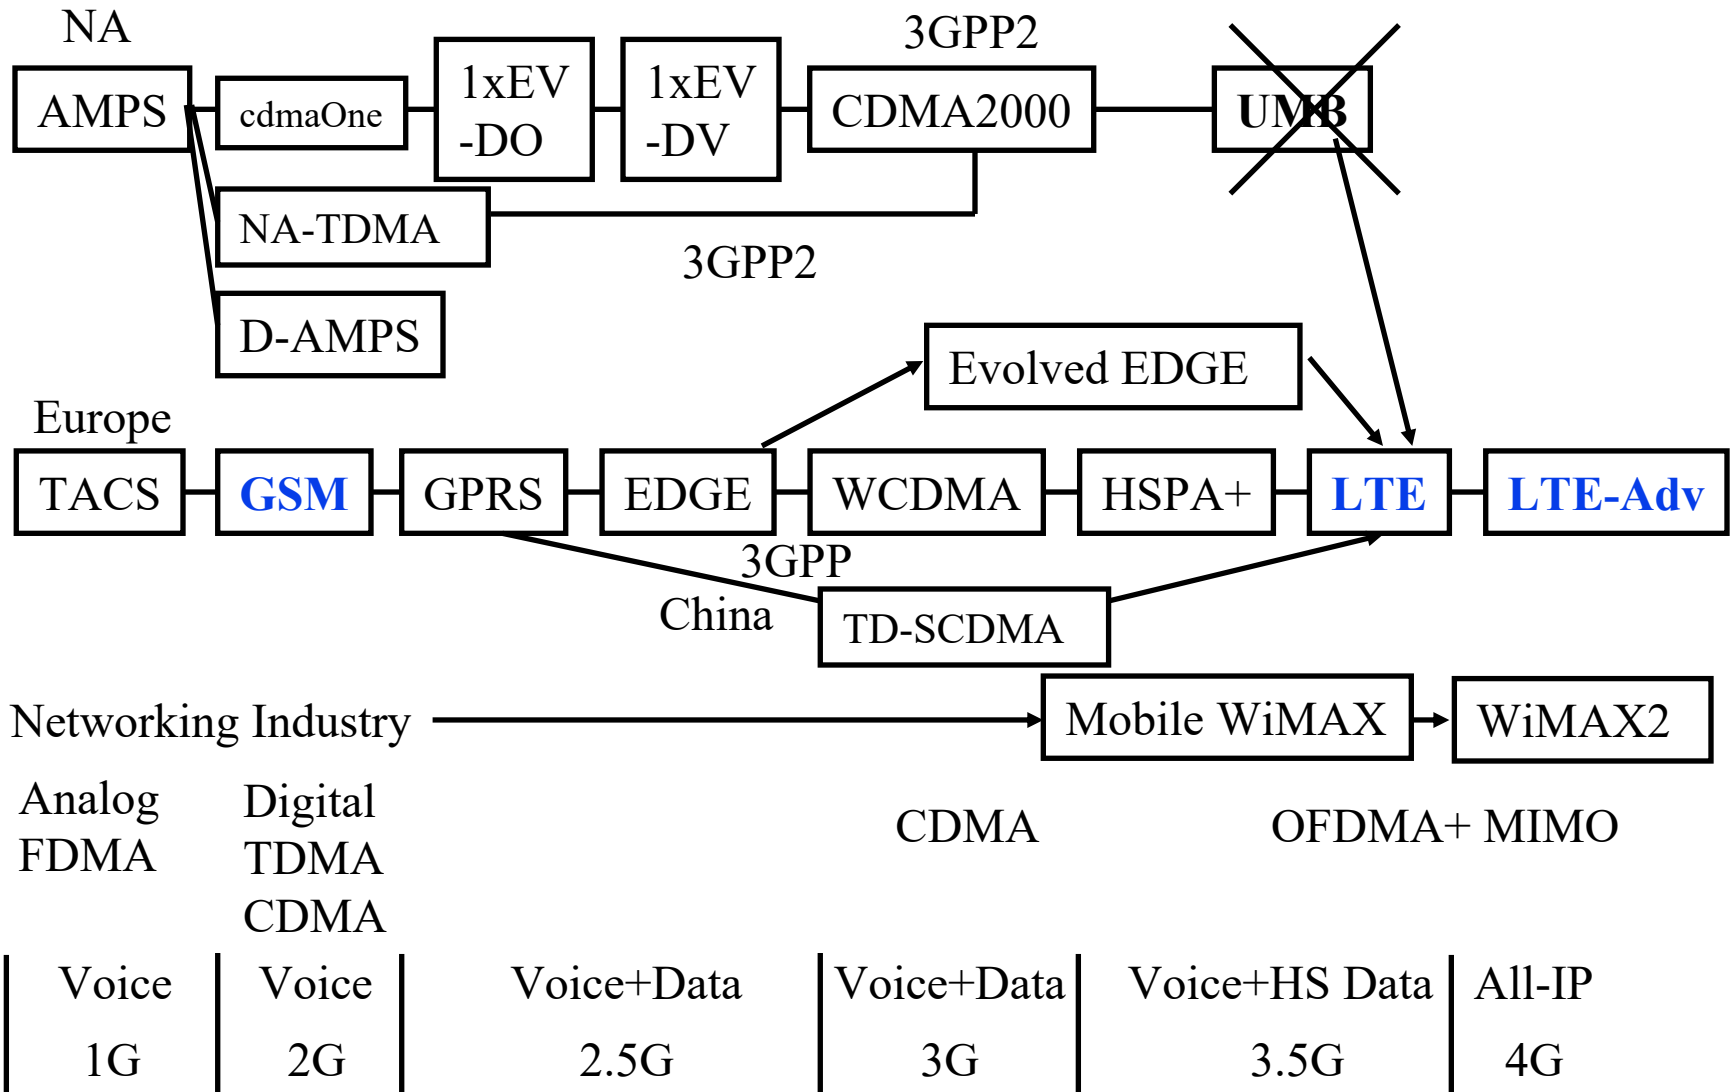 NA
3GPP2
AMPS
cdmaOne
1xEV
-DO
1xEV
-DV
CDMA2000
UMB
NA-TDMA
3GPP2
D-AMPS
Evolved EDGE
Europe
TACS
GSM
GPRS
EDGE
WCDMA
HSPA+
LTE
LTE-Adv
3GPP
China
TD-SCDMA
Networking Industry
Mobile WiMAX
WiMAX2
Analog
FDMA
Digital
TDMA
CDMA
CDMA
OFDMA+ MIMO
Voice
Voice
Voice+Data
Voice+Data
Voice+HS Data
All-IP
1G
2G
2.5G
3G
3.5G
4G